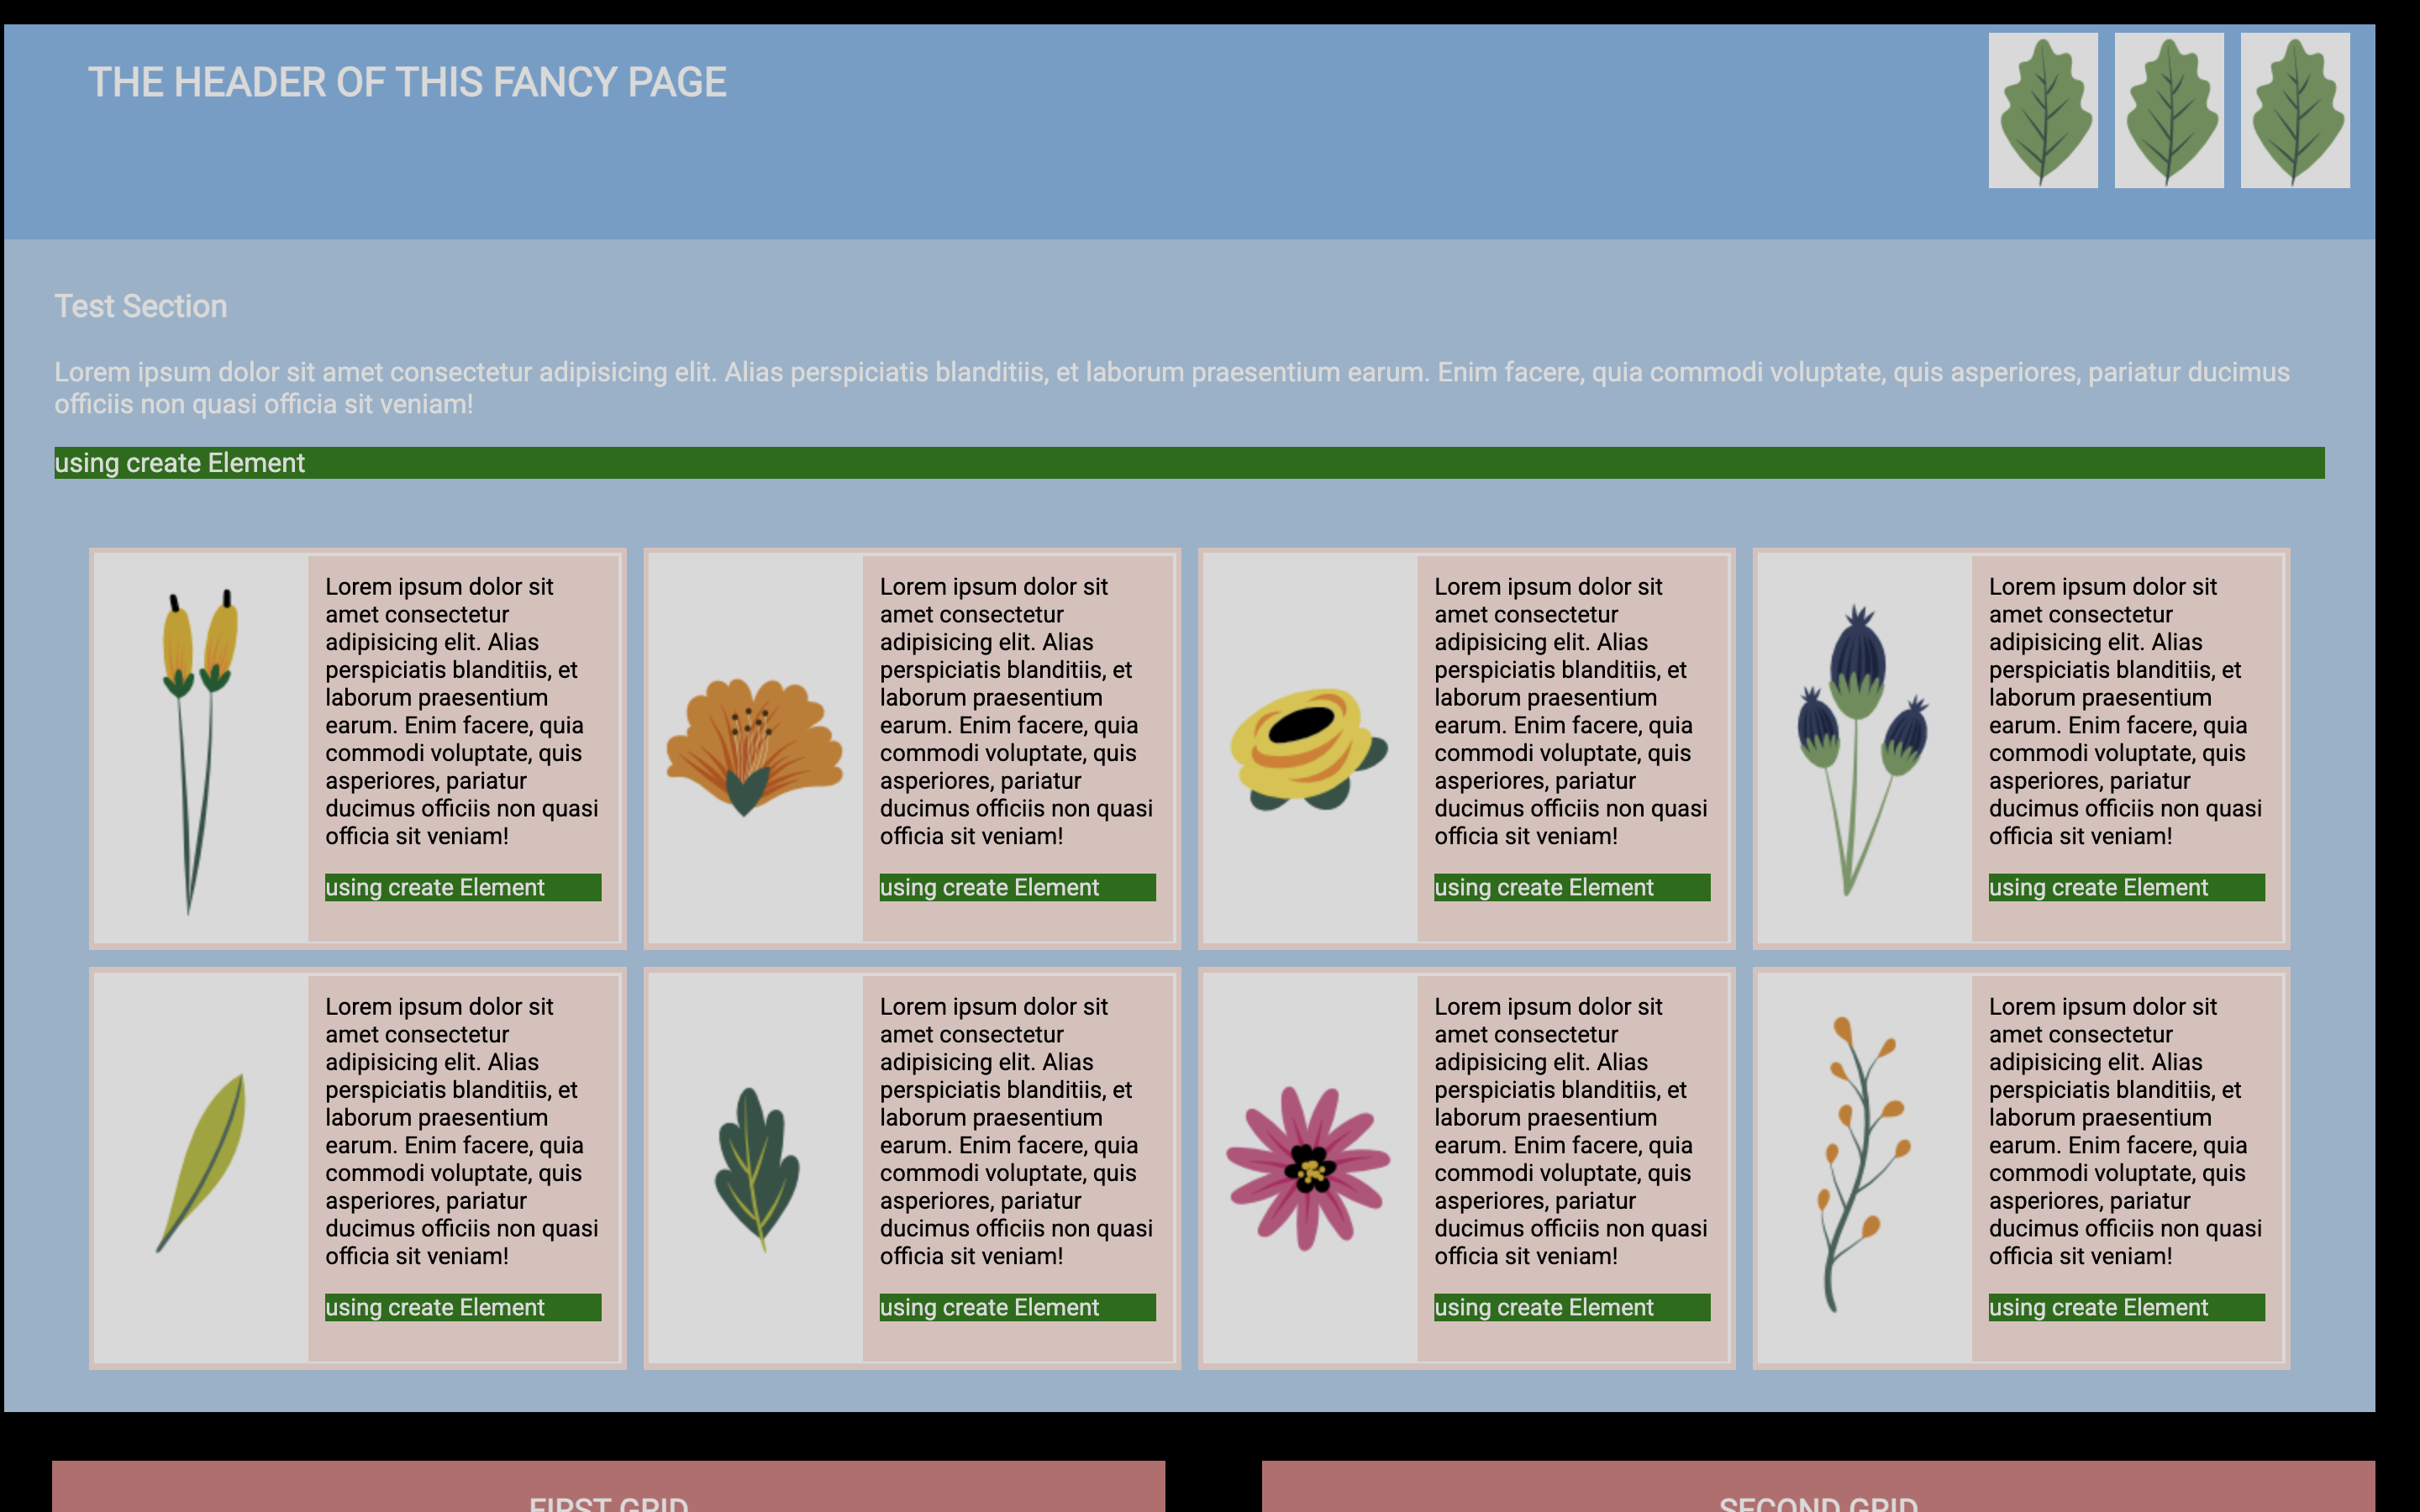 THE HEADER OF THIS FANCY PAGE
Test Section
Lorem ipsum dolor sit amet consectetur adipisicing elit. Alias perspiciatis blanditiis, et laborum praesentium earum. Enim facere, quia commodi voluptate, quis asperiores, pariatur ducimus
officiis non quasi officia sit veniam!
using create Element
Lorem ipsum dolor sit
amet consectetur
adipisicing elit. Alias
perspiciatis blanditiis, et
laborum praesentium
earum. Enim facere, quia
commodi voluptate, quis
asperiores, pariatur
ducimus officiis non quasi
officia sit veniam!
using create Element
Lorem ipsum dolor sit
amet consectetur
adipisicing elit. Alias
perspiciatis blanditiis, et
laborum praesentium
earum. Enim facere, quia
commodi voluptate, quis
asperiores, pariatur
ducimus officiis non quasi
officia sit veniam!
using create Element
Lorem ipsum dolor sit
amet consectetur
adipisicing elit. Alias
perspiciatis blanditiis, et
laborum praesentium
earum. Enim facere, quia
commodi voluptate, quis
asperiores, pariatur
ducimus officiis non quasi
officia sit veniam!
using create Element
Lorem ipsum dolor sit
amet consectetur
adipisicing elit. Alias
perspiciatis blanditiis, et
laborum praesentium
earum. Enim facere, quia
commodi voluptate, quis
asperiores, pariatur
ducimus officiis non quasi
officia sit veniam!
using create Element
Lorem ipsum dolor sit
amet consectetur
adipisicing elit. Alias
perspiciatis blanditiis, et
laborum praesentium
earum. Enim facere, quia
commodi voluptate, quis
asperiores, pariatur
ducimus officiis non quasi
officia sit veniam!
using create Element
Lorem ipsum dolor sit
amet consectetur
adipisicing elit. Alias
perspiciatis blanditiis, et
laborum praesentium
earum. Enim facere, quia
commodi voluptate, quis
asperiores, pariatur
ducimus officiis non quasi
officia sit veniam!
using create Element
Lorem ipsum dolor sit
amet consectetur
adipisicing elit. Alias
perspiciatis blanditiis, et
laborum praesentium
earum. Enim facere, quia
commodi voluptate, quis
asperiores, pariatur
ducimus officiis non quasi
officia sit veniam!
using create Element
Lorem ipsum dolor sit
amet consectetur
adipisicing elit. Alias
perspiciatis blanditiis, et
laborum praesentium
earum. Enim facere, quia
commodi voluptate, quis
asperiores, pariatur
ducimus officiis non quasi
officia sit veniam!
using create Element
FIRST GRID
SECOND GRID